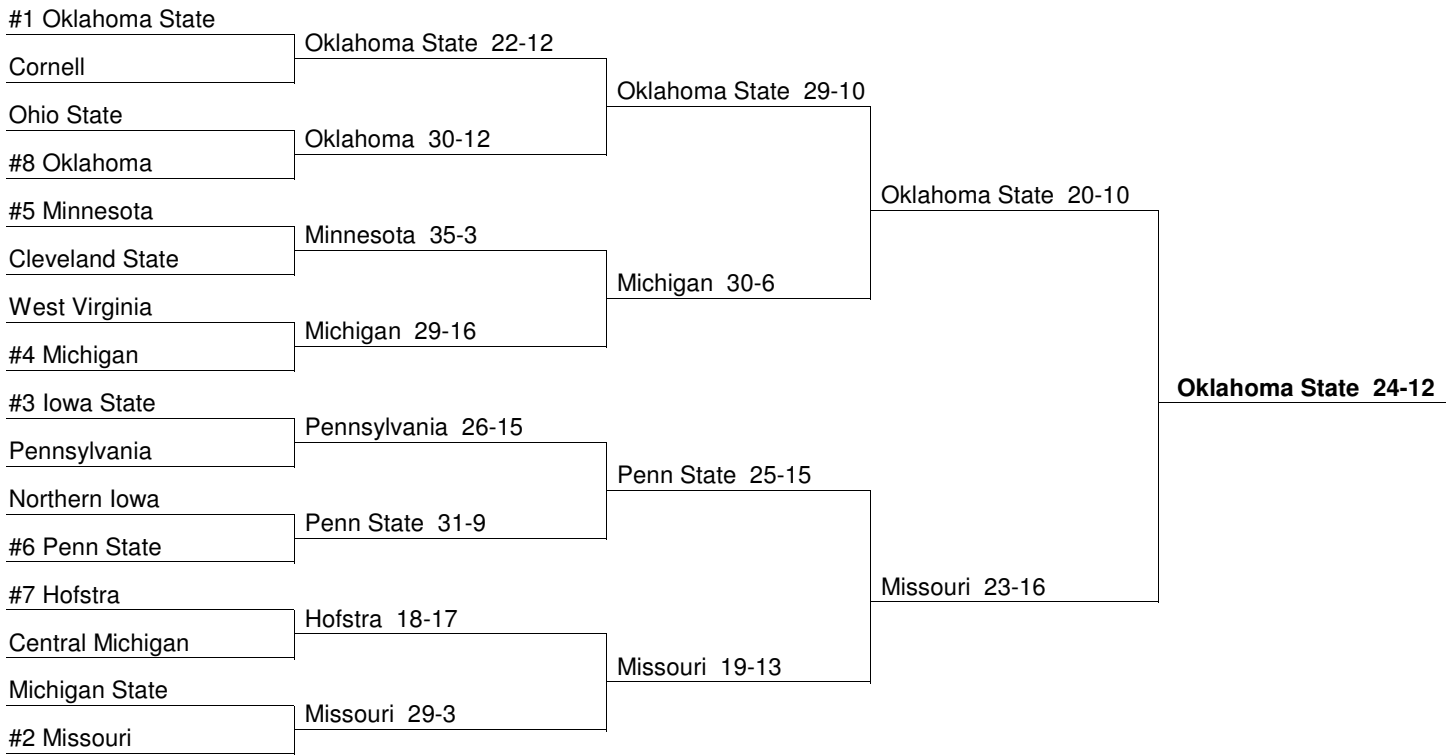 #1 Oklahoma State
Cornell
Ohio State
#8 Oklahoma
#5 Minnesota
Cleveland State
West Virginia
#4 Michigan
#3 Iowa State
Pennsylvania
Northern Iowa
#6 Penn State
#7 Hofstra
Central Michigan
Michigan State
#2 Missouri
Oklahoma State 22-12
Oklahoma 30-12
Minnesota 35-3
Michigan 29-16
Pennsylvania 26-15
Penn State 31-9
Hofstra 18-17
Missouri 29-3
Oklahoma State 29-10
Michigan 30-6
Penn State 25-15
Missouri 19-13
Oklahoma State 20-10
Missouri 23-16
Oklahoma State 24-12